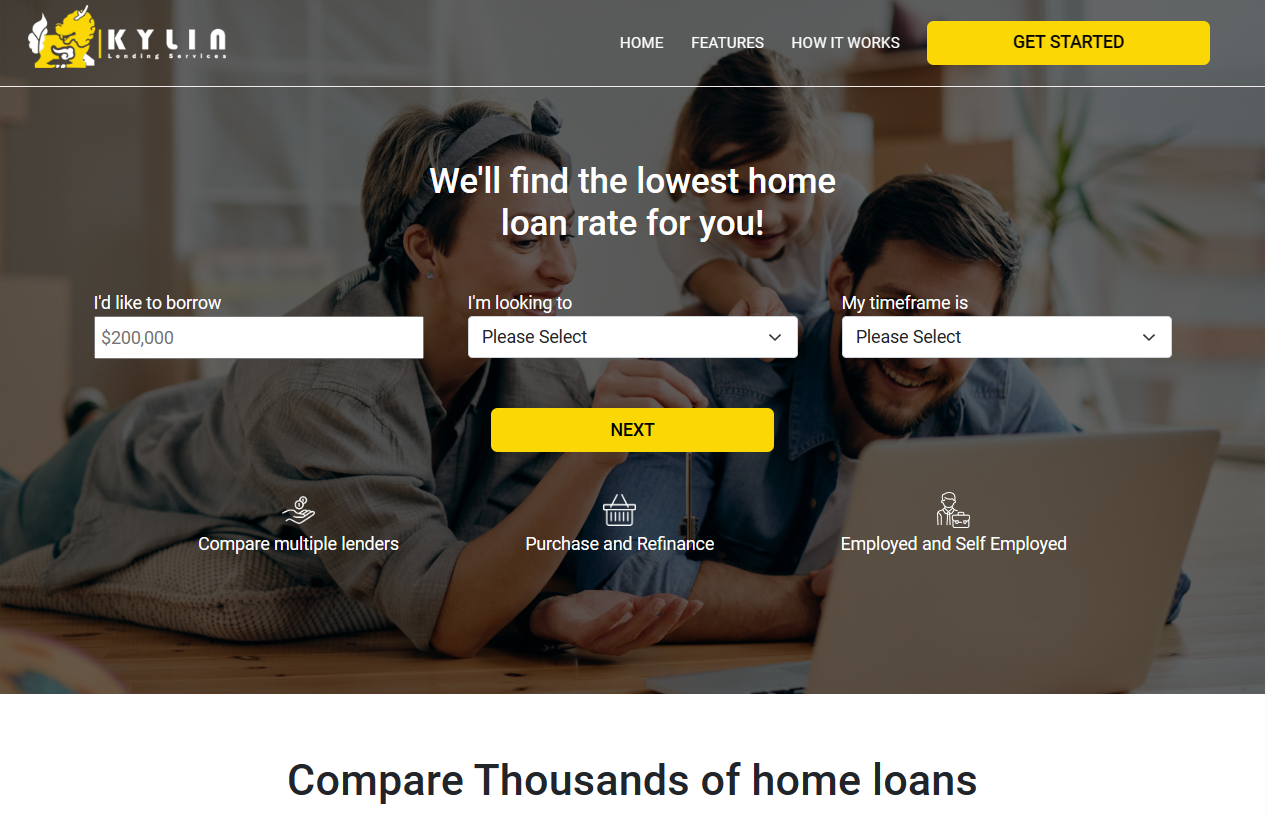 KYLIN
Lending Services
HOME
FEATURES
HOW IT WORKS
GET STARTED
We'll find the lowest home
loan rate for you!
I'd like to borrow
$200,000
I'm looking to
Please Select
My timeframe is
Please Select
NEXT
Compare multiple lenders
Purchase and Refinance
Employed and Self Employed
Compare Thousands of home loans